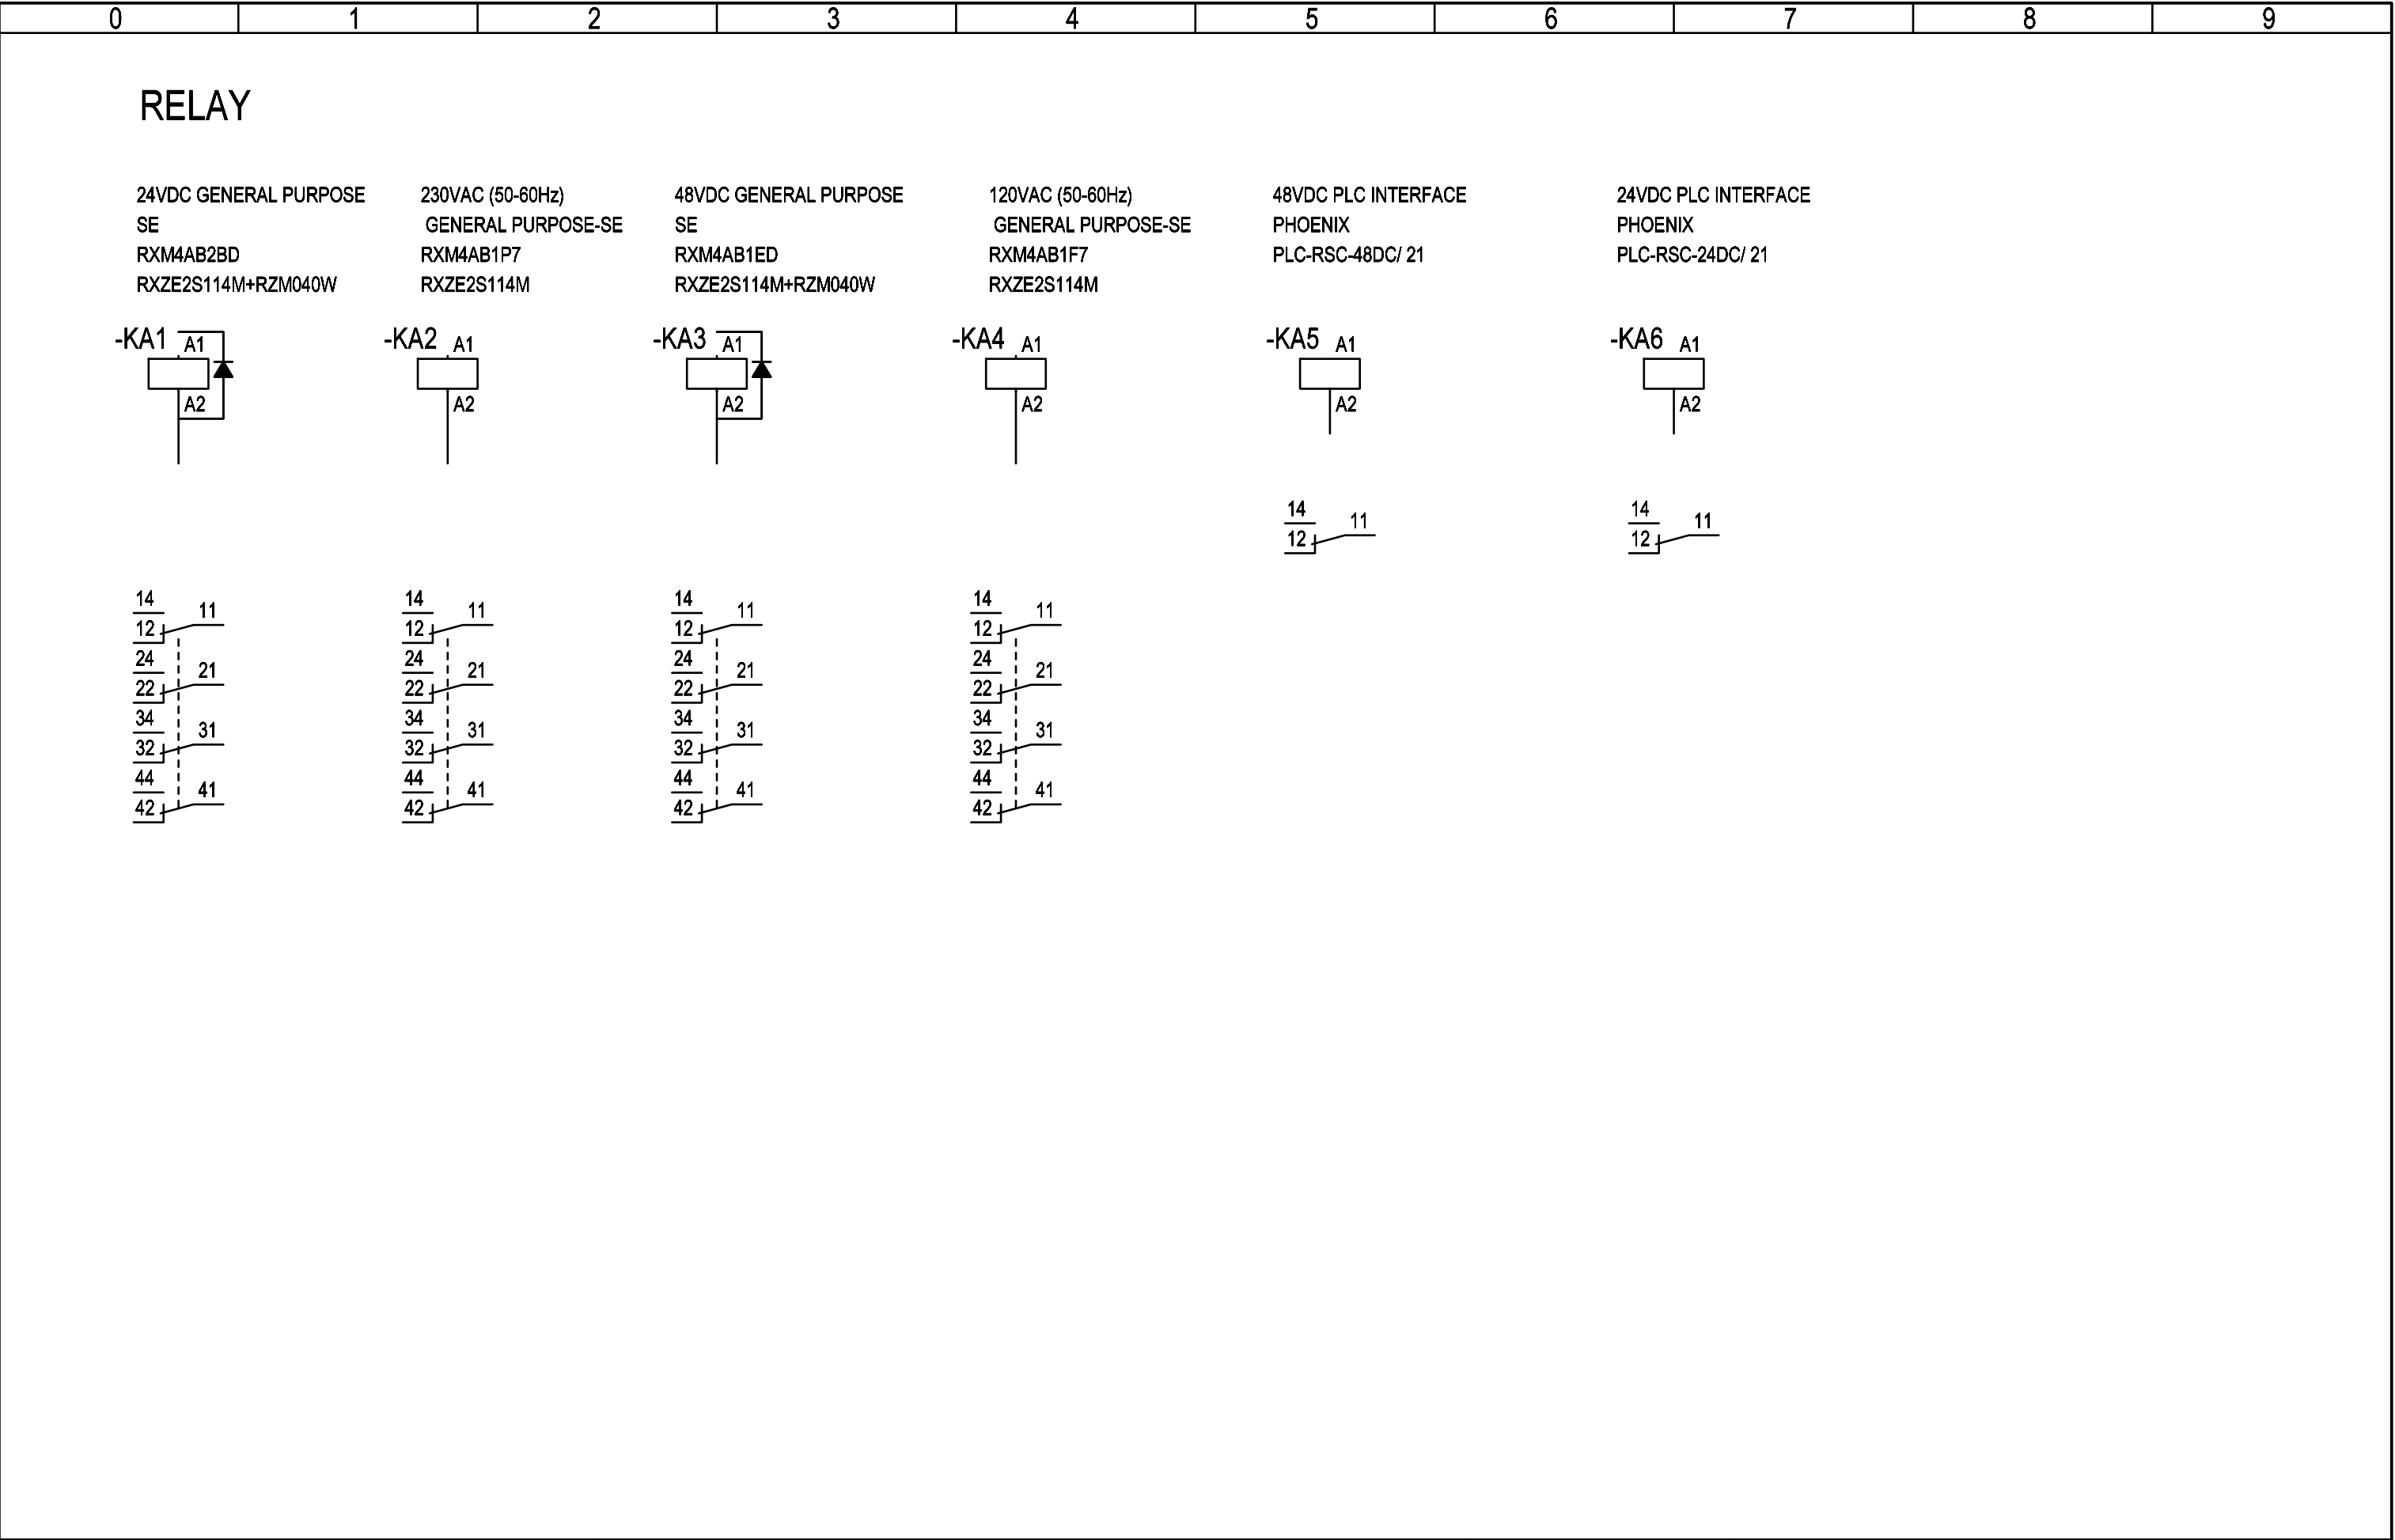 0 1 2 3 4 5 6 7 8 9
RELAY
24VDC GENERAL PURPOSE
SE
RXM4AB2BD
RXZE2S114M+RZM040W
230VAC (50-60Hz)
GENERAL PURPOSE-SE
RXM4AB1P7
RXZE2S114M
48VDC GENERAL PURPOSE
SE
RXM4AB1ED
RXZE2S114M+RZM040W
120VAC (50-60Hz)
GENERAL PURPOSE-SE
RXM4AB1F7
RXZE2S114M
48VDC PLC INTERFACE
PHOENIX
PLC-RSC-48DC/ 21
24VDC PLC INTERFACE
PHOENIX
PLC-RSC-24DC/ 21
-KA1 A1
A2
-KA2 A1
A2
-KA3 A1
A2
-KA4 A1
A2
-KA5 A1
A2
-KA6 A1
A2
14
11
12
14
11
12
14
11
12
24
21
22
34
31
32
44
41
42
14
11
12
24
21
22
34
31
32
44
41
42
14
11
12
24
21
22
34
31
32
44
41
42
14
11
12
24
21
22
34
31
32
44
41
42